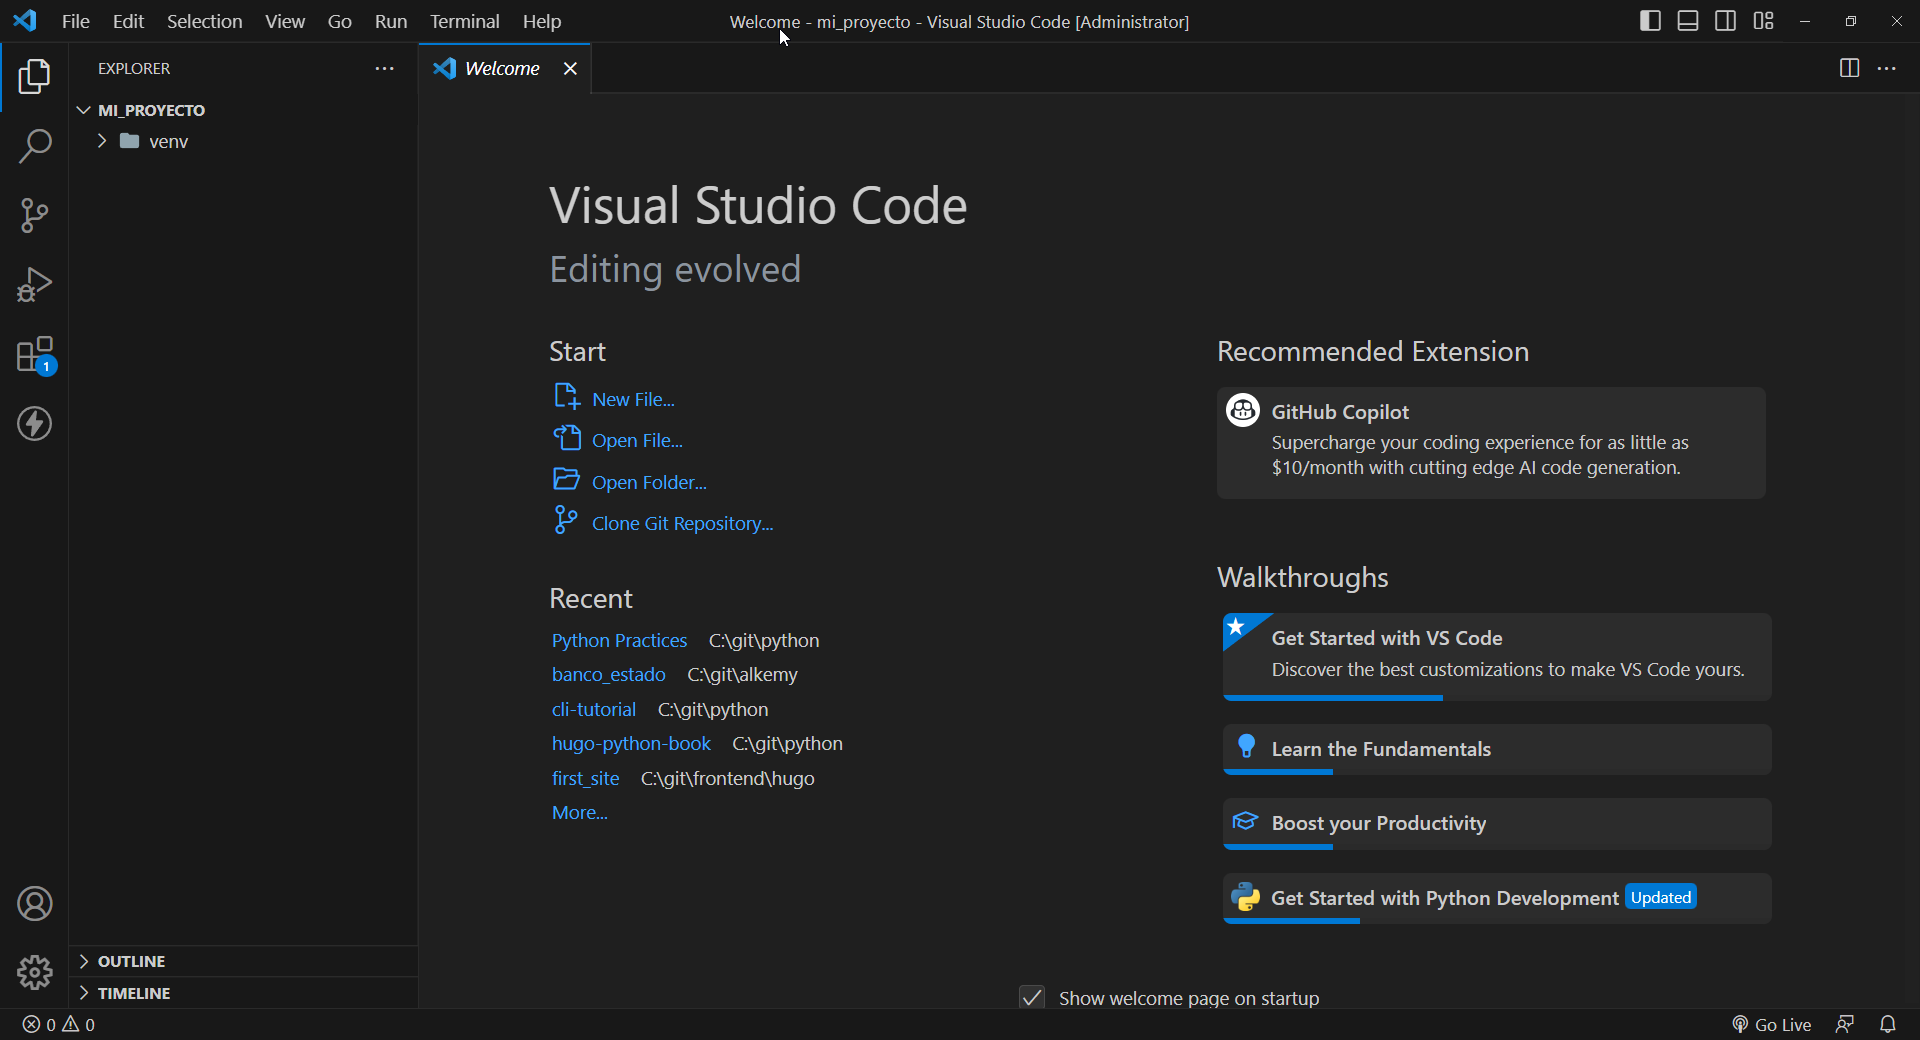 File Edit Selection View Go Run Terminal Help
Welcome - mi_proyecto - Visual Studio Code [Administrator]
EXPLORER
MI_PROYECTO
venv
OUTLINE
TIMELINE
Welcome
Visual Studio Code
Editing evolved
Start
New File...
Open File...
Open Folder...
Clone Git Repository...
Recent
Python Practices C:\git\python
banco_estado C:\git\alkemy
cli-tutorial C:\git\python
hugo-python-book C:\git\python
first_site C:\git\frontend\hugo
More...
Recommended Extension
GitHub Copilot
Supercharge your coding experience for as little as
$10/month with cutting edge AI code generation.
Walkthroughs
Get Started with VS Code
Discover the best customizations to make VS Code yours.
Learn the Fundamentals
Boost your Productivity
Get Started with Python Development Updated
Show welcome page on startup
1
0 0
Go Live